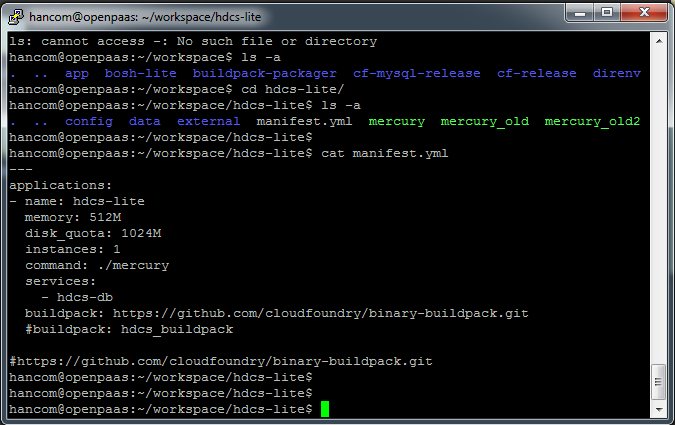 hancom@openpaas: ~/workspace/hdcs-lite
ls: cannot access -: No such file or directory
hancom@openpaas:~/workspace$ ls -a
.  ..  app  bosh-lite  buildpack-packager  cf-mysql-release  cf-release  direnv
hancom@openpaas:~/workspace$ cd hdcs-lite/
hancom@openpaas:~/workspace/hdcs-lite$ ls -a
.  ..  config  data  external  manifest.yml  mercury  mercury_old  mercury_old2
hancom@openpaas:~/workspace/hdcs-lite$
hancom@openpaas:~/workspace/hdcs-lite$ cat manifest.yml
---
applications:
- name: hdcs-lite
  memory: 512M
  disk_quota: 1024M
  instances: 1
  command: ./mercury
  services:
    - hdcs-db
  buildpack: https://github.com/cloudfoundry/binary-buildpack.git
  #buildpack: hdcs_buildpack

#https://github.com/cloudfoundry/binary-buildpack.git
hancom@openpaas:~/workspace/hdcs-lite$
hancom@openpaas:~/workspace/hdcs-lite$
hancom@openpaas:~/workspace/hdcs-lite$